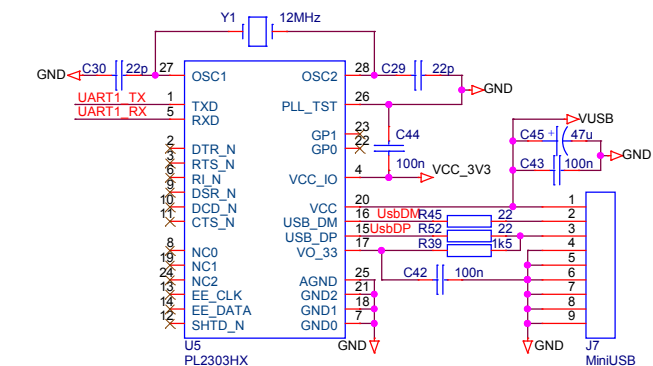 Y1 12MHz
GND C30 22p 27 OSC1 OSC2 28 C29 22p GND
UART1_TX 1 TXD PLL_TST 26
UART1_RX 5 RXD
GP1 23 C44
2 DTR_N GP0 22
3 RTS_N 100n
6 RI_N VCC_IO 4 VCC_3V3
9 DSR_N
10 DCD_N VCC 20
11 CTS_N USB_DM 16 UsbDM R45 22
USB_DP 15 UsbDP R52 22
8 NC0 VO_33 17 R39 1k5
19 NC1
24 NC2 AGND 25 C42 100n
13 EE_CLK GND2 21
14 EE_DATA GND1 18
12 SHTD_N GND0 7
VUSB
C45 + 47u
C43 100n GND
1
2
3
4
5
6
7
8
9
U5 GND GND J7
PL2303HX MiniUSB